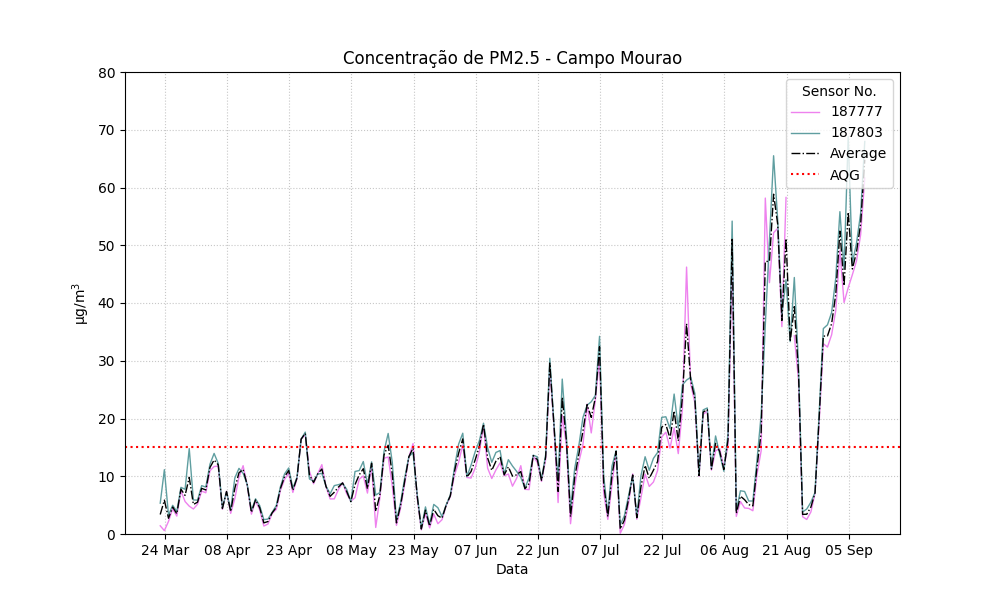 Concentração de PM2.5 - Campo Mourao
Sensor No.
187777
187803
Average
AQG
80
70
60
50
40
30
20
10
0
µg/m³
24 Mar
08 Apr
23 Apr
08 May
23 May
07 Jun
22 Jun
07 Jul
22 Jul
06 Aug
21 Aug
05 Sep
Data